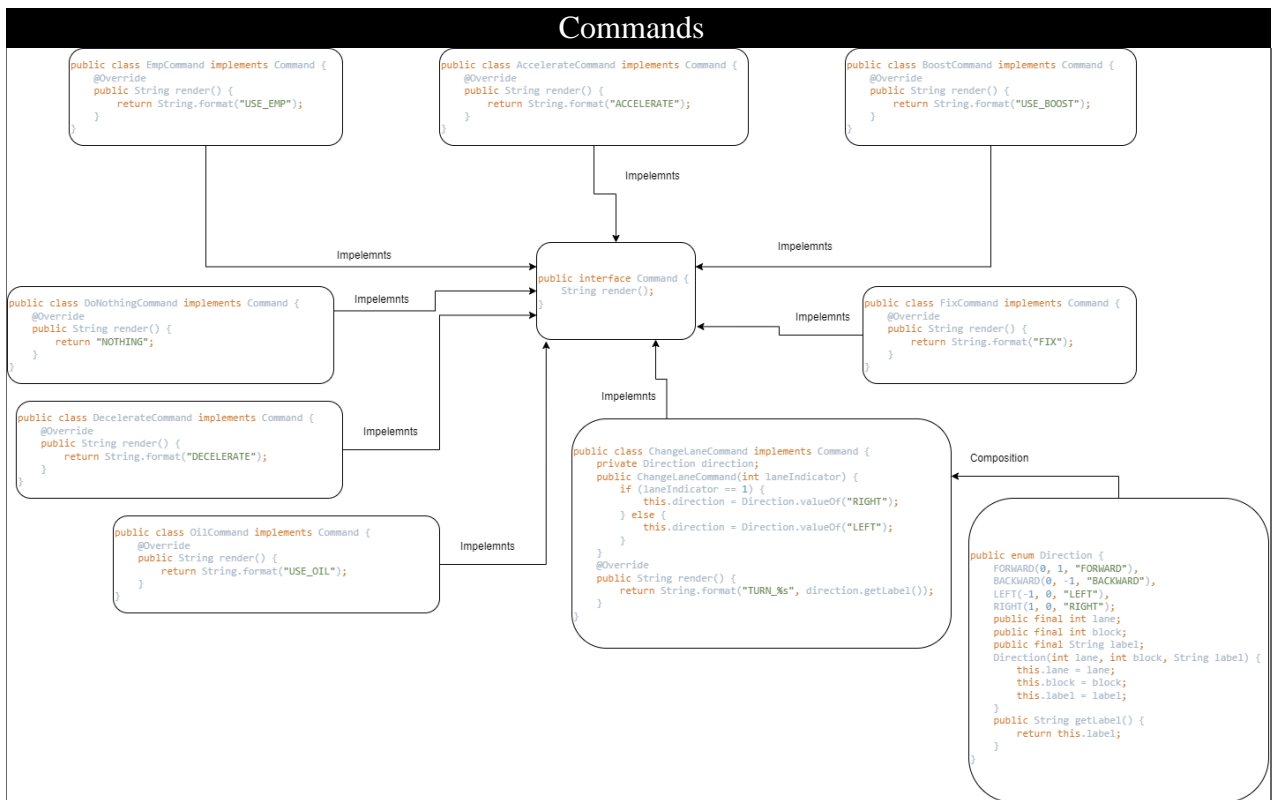 Commands
public class EmpCommand implements Command {
    @Override
    public String render() {
        return String.format("USE_EMP");
    }
}
public class AccelerateCommand implements Command {
    @Override
    public String render() {
        return String.format("ACCELERATE");
    }
}
public class BoostCommand implements Command {
    @Override
    public String render() {
        return String.format("USE_BOOST");
    }
}
Impelemnts
Impelemnts
Impelemnts
public interface Command {
    String render();
}
public class DoNothingCommand implements Command {
    @Override
    public String render() {
        return "NOTHING";
    }
}
Impelemnts
public class FixCommand implements Command {
    @Override
    public String render() {
        return String.format("FIX");
    }
}
Impelemnts
public class DecelerateCommand implements Command {
    @Override
    public String render() {
        return String.format("DECELERATE");
    }
}
Impelemnts
Impelemnts
public class ChangeLaneCommand implements Command {
    private Direction direction;
    public ChangeLaneCommand(int laneIndicator) {
        if (laneIndicator == 1) {
            this.direction = Direction.valueOf("RIGHT");
        } else {
            this.direction = Direction.valueOf("LEFT");
        }
    }
    @Override
    public String render() {
        return String.format("TURN_%s", direction.getLabel());
    }
}
Composition
public class OilCommand implements Command {
    @Override
    public String render() {
        return String.format("USE_OIL");
    }
}
Impelemnts
public enum Direction {
    FORWARD(0, 1, "FORWARD"),
    BACKWARD(0, -1, "BACKWARD"),
    LEFT(-1, 0, "LEFT"),
    RIGHT(1, 0, "RIGHT");
    public final int lane;
    public final int block;
    public final String label;
    Direction(int lane, int block, String label) {
        this.lane = lane;
        this.block = block;
        this.label = label;
    }
    public String getLabel() {
        return this.label;
    }
}